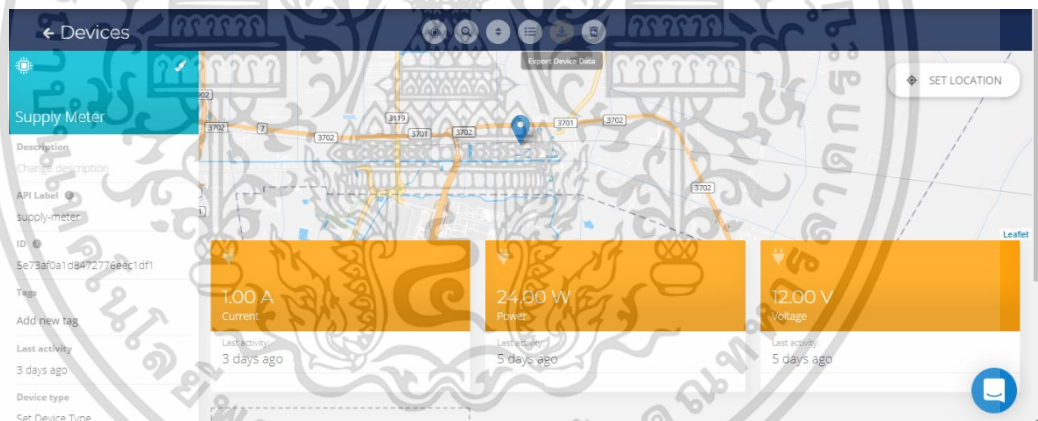 ← Devices
Export Device Data
SET LOCATION
Supply Meter
Description
Change description
API Label
supply-meter
ID
5e73af0a1d8472776eec1df1
Tags
Add new tag
Last activity
3 days ago
Device type
Set Device Type
3702
3702
7
3702
3119
3701
3702
3701
3702
3702
Leaflet
1.00 A
Current
Last activity:
3 days ago
24.00 W
Power
Last activity:
5 days ago
12.00 V
Voltage
Last activity:
5 days ago